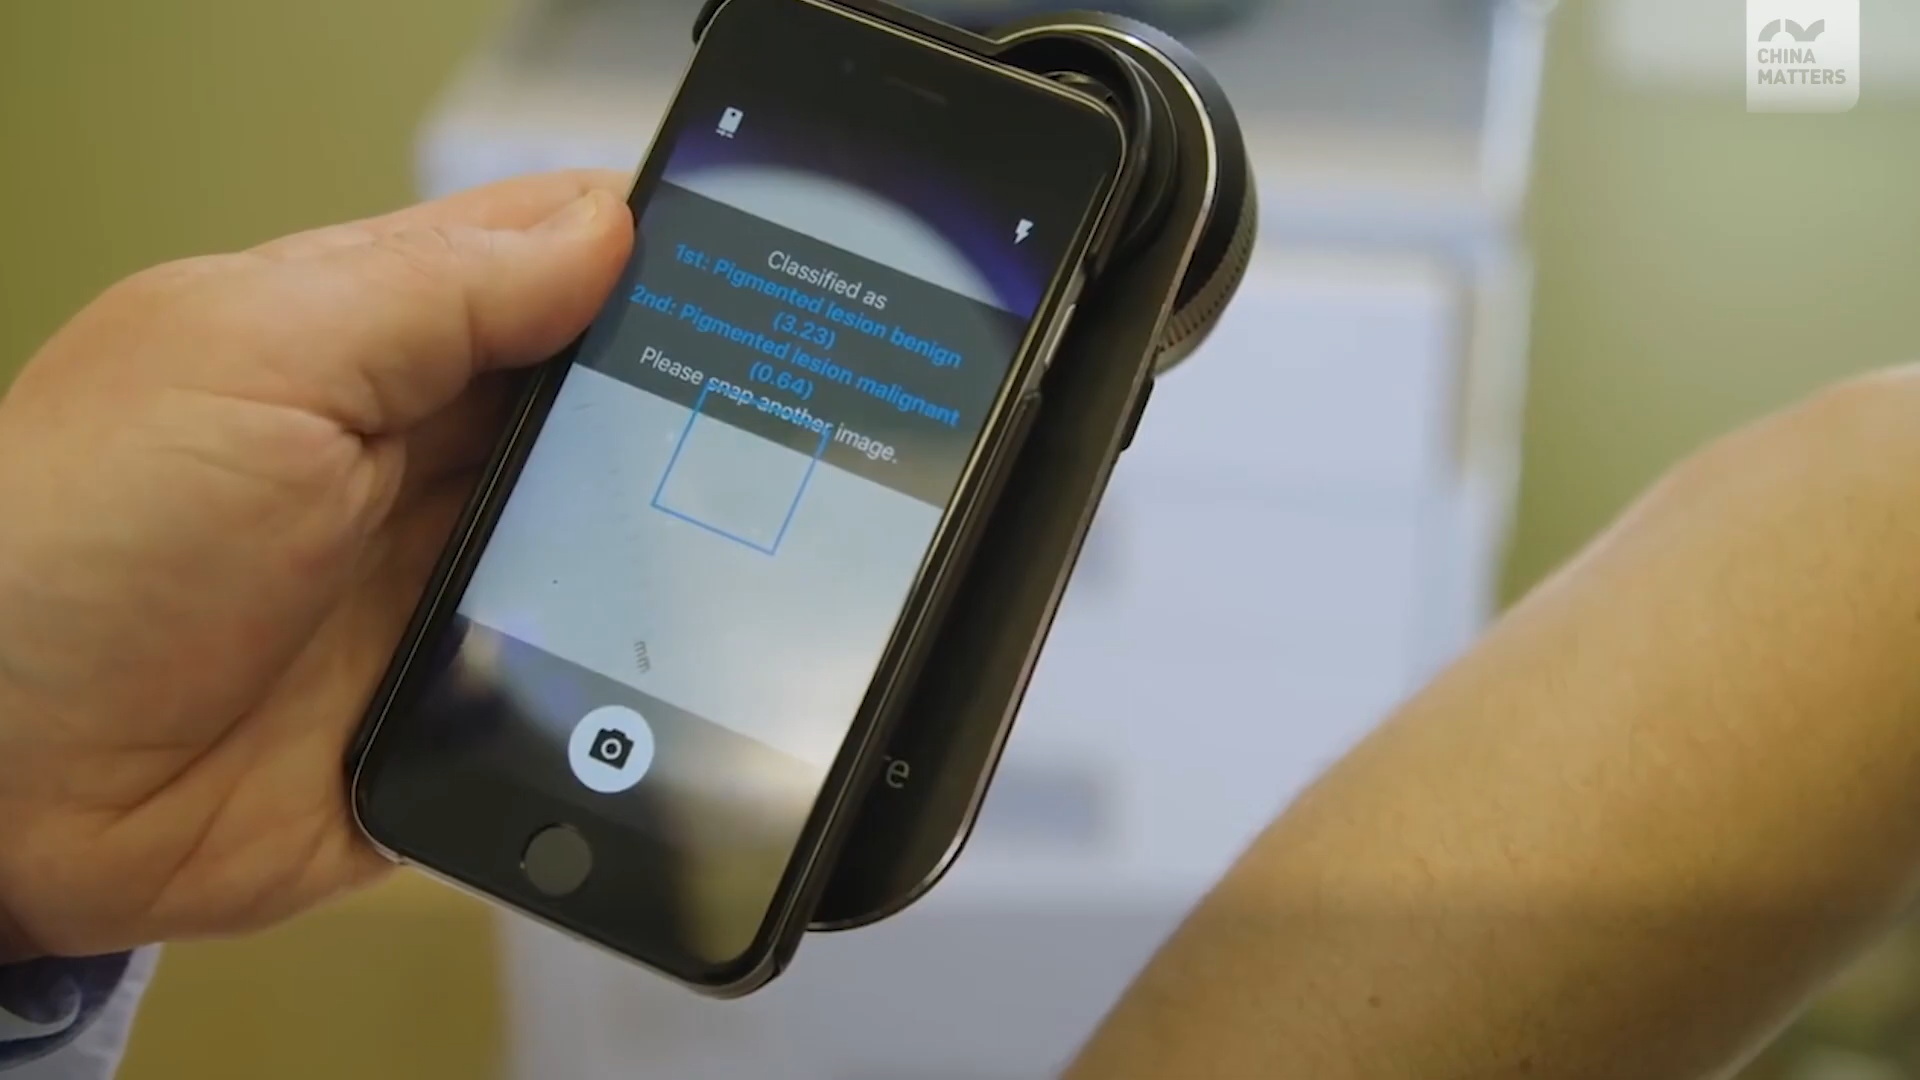 CHINA
MATTERS
Classified as
1st: Pigmented lesion benign
(3.23)
2nd: Pigmented lesion malignant
(0.64)
Please snap another image.
mm
re